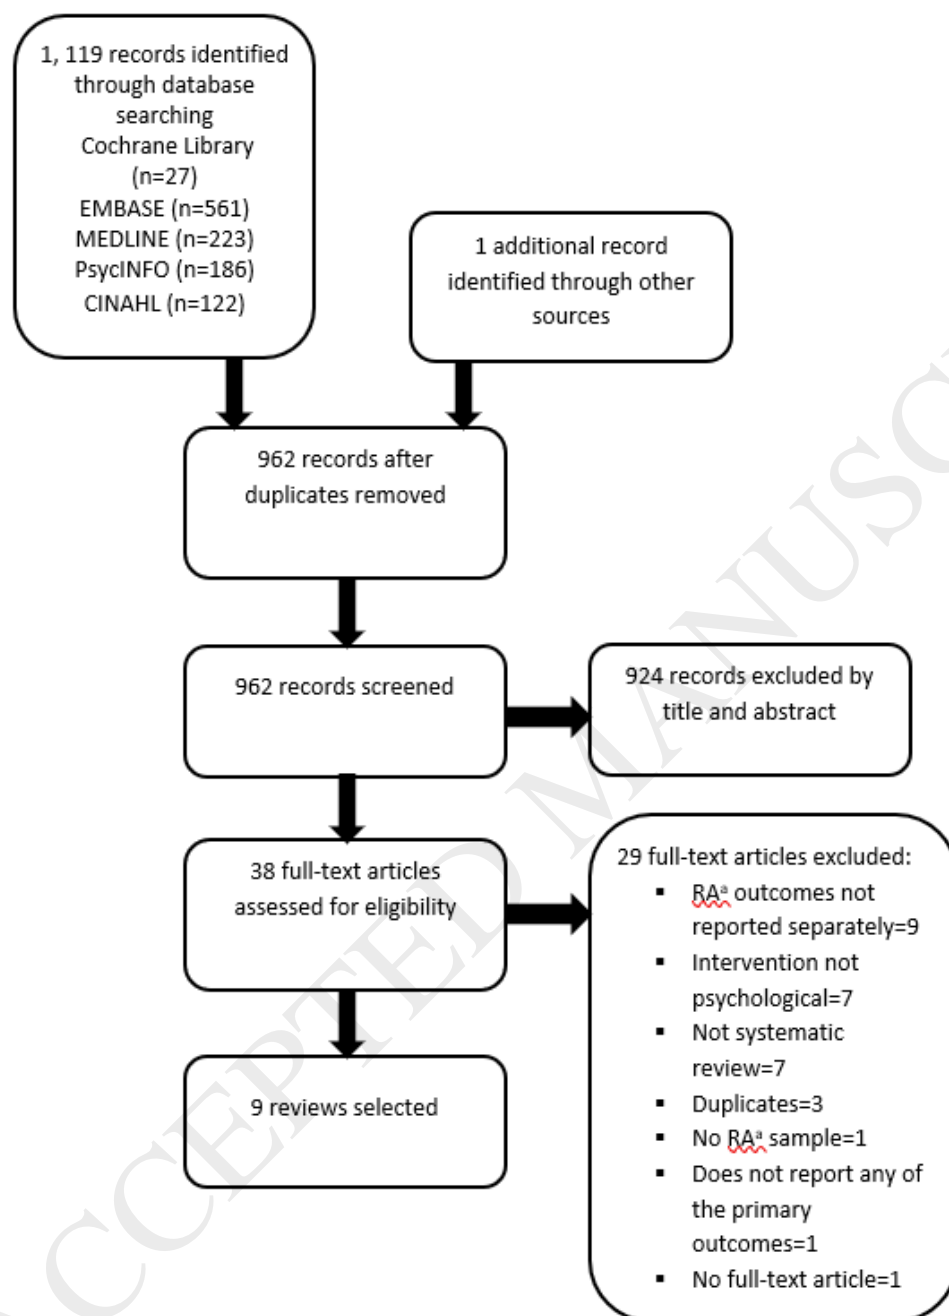 1, 119 records identified
through database
searching
Cochrane Library
(n=27)
EMBASE (n=561)
MEDLINE (n=223)
PsycINFO (n=186)
CINAHL (n=122)
1 additional record
identified through other
sources
962 records after
duplicates removed
962 records screened
924 records excluded by
title and abstract
38 full-text articles
assessed for eligibility
29 full-text articles excluded:
▪ RAᵃ outcomes not
reported separately=9
▪ Intervention not
psychological=7
▪ Not systematic
review=7
▪ Duplicates=3
▪ No RAᵃ sample=1
▪ Does not report any of
the primary
outcomes=1
▪ No full-text article=1
9 reviews selected
CCEPTED MANUSC